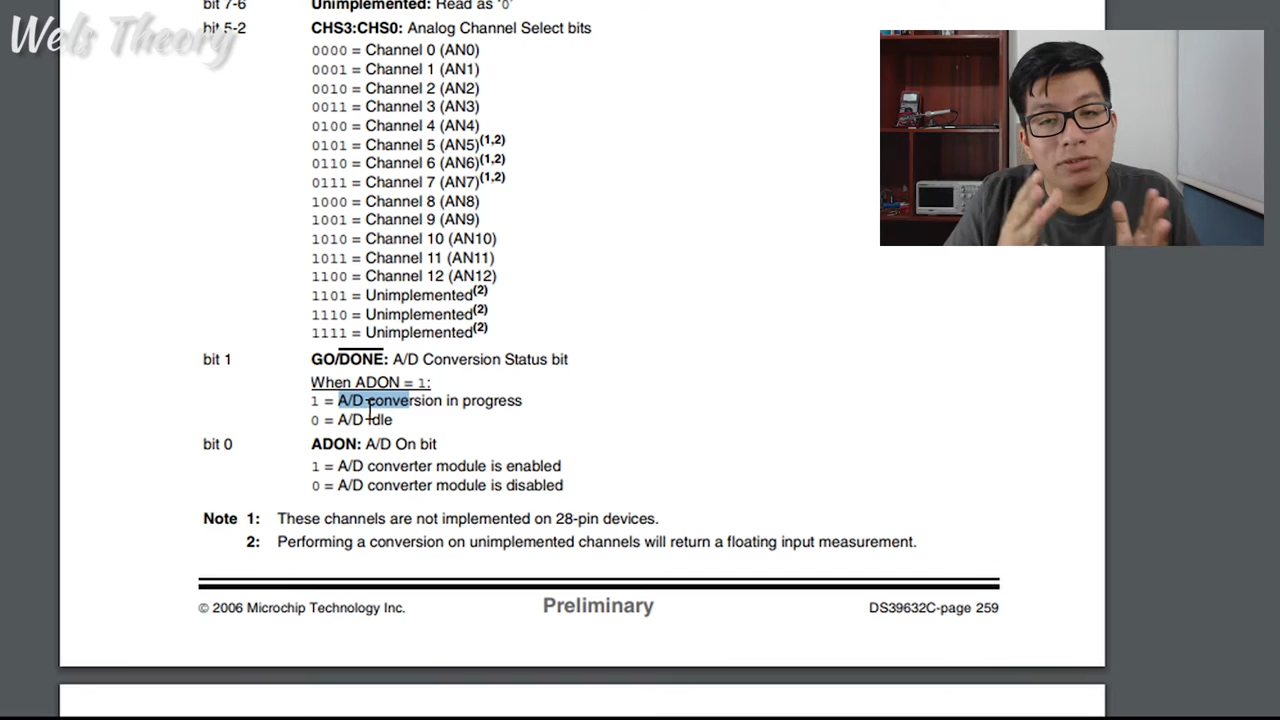 bit 7-6 Unimplemented: Read as '0'
Wels Theory
bit 5-2 CHS3:CHS0: Analog Channel Select bits
0000 = Channel 0 (AN0)
0001 = Channel 1 (AN1)
0010 = Channel 2 (AN2)
0011 = Channel 3 (AN3)
0100 = Channel 4 (AN4)
0101 = Channel 5 (AN5)(1,2)
0110 = Channel 6 (AN6)(1,2)
0111 = Channel 7 (AN7)(1,2)
1000 = Channel 8 (AN8)
1001 = Channel 9 (AN9)
1010 = Channel 10 (AN10)
1011 = Channel 11 (AN11)
1100 = Channel 12 (AN12)
1101 = Unimplemented(2)
1110 = Unimplemented(2)
1111 = Unimplemented(2)
bit 1 GO/DONE: A/D Conversion Status bit
When ADON = 1:
1 = A/D conversion in progress
0 = A/D Idle
bit 0 ADON: A/D On bit
1 = A/D converter module is enabled
0 = A/D converter module is disabled
Note 1: These channels are not implemented on 28-pin devices.
2: Performing a conversion on unimplemented channels will return a floating input measurement.
© 2006 Microchip Technology Inc. Preliminary DS39632C-page 259